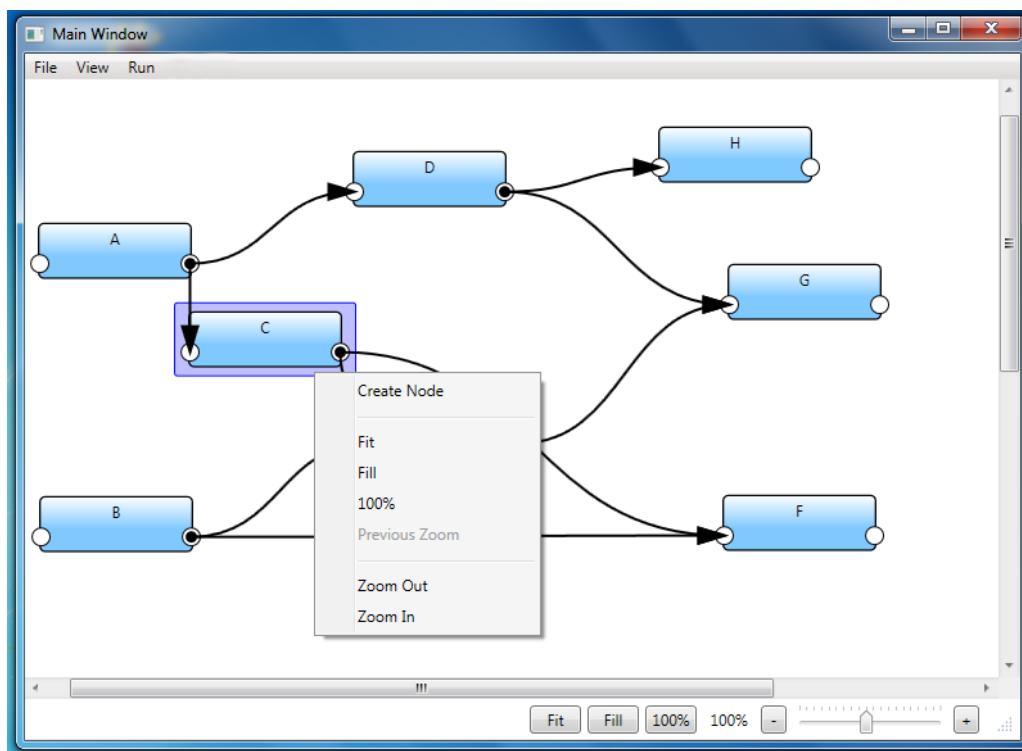 Main Window
File View Run
H
D
A
G
C
Create Node
Fit
Fill
100%
Previous Zoom
Zoom Out
Zoom In
B
F
Fit Fill 100% 100% - +